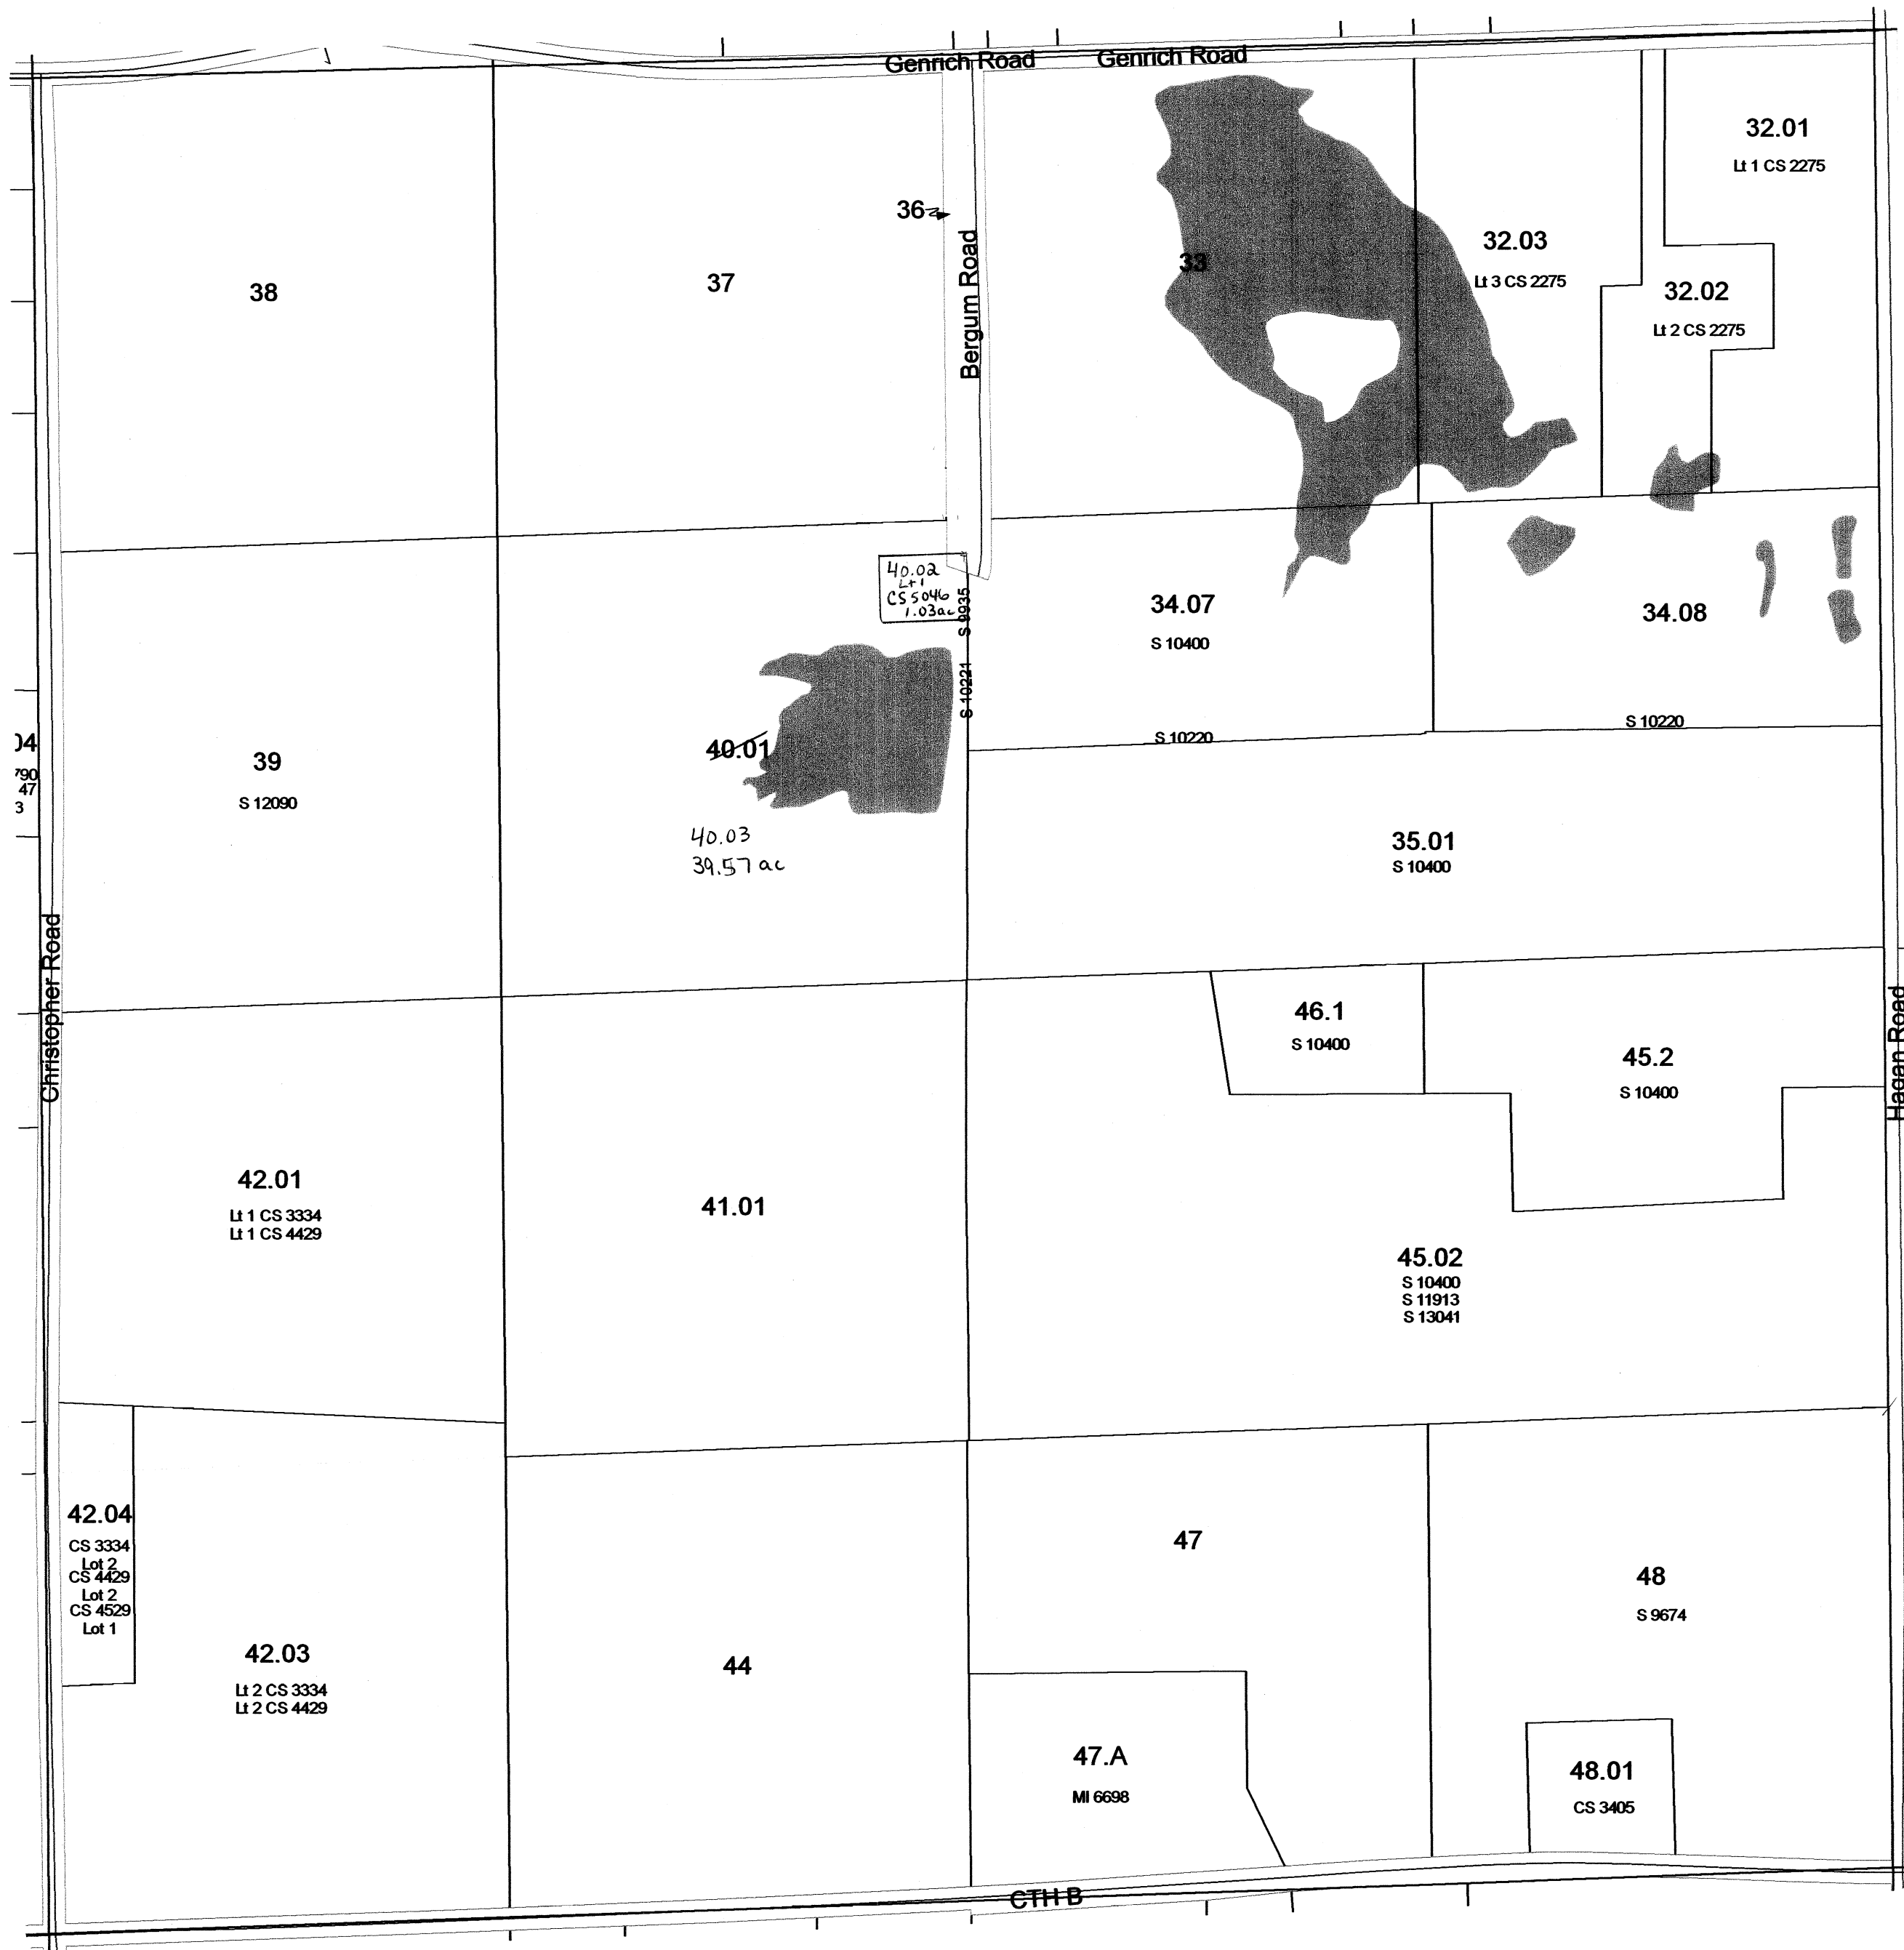 Genrich Road
Genrich Road
32.01
Lt 1 CS 2275
36
38
37
Bergum Road
33
32.03
Lt 3 CS 2275
32.02
Lt 2 CS 2275
40.02
Lt 1
CS 5046
1.03ac
S 9935
34.07
S 10400
34.08
S 10221
S 10220
S 10220
04
790
47
3
39
S 12090
40.01
40.03
39.57 ac
35.01
S 10400
Christopher Road
46.1
S 10400
45.2
S 10400
Hagan Road
42.01
Lt 1 CS 3334
Lt 1 CS 4429
41.01
45.02
S 10400
S 11913
S 13041
42.04
CS 3334
Lot 2
CS 4429
Lot 2
CS 4529
Lot 1
47
48
S 9674
42.03
Lt 2 CS 3334
Lt 2 CS 4429
44
47.A
MI 6698
48.01
CS 3405
CTH B